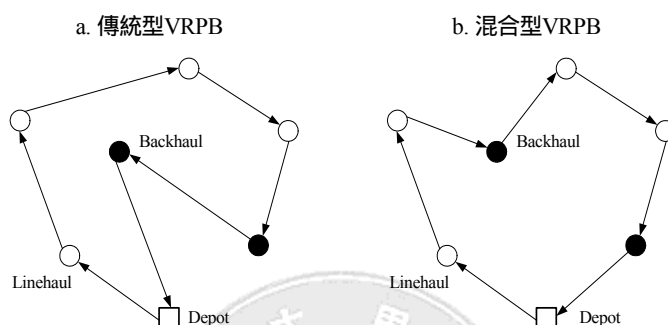 a. 傳統型VRPB
Backhaul
Linehaul
Depot
b. 混合型VRPB
Backhaul
Linehaul
Depot